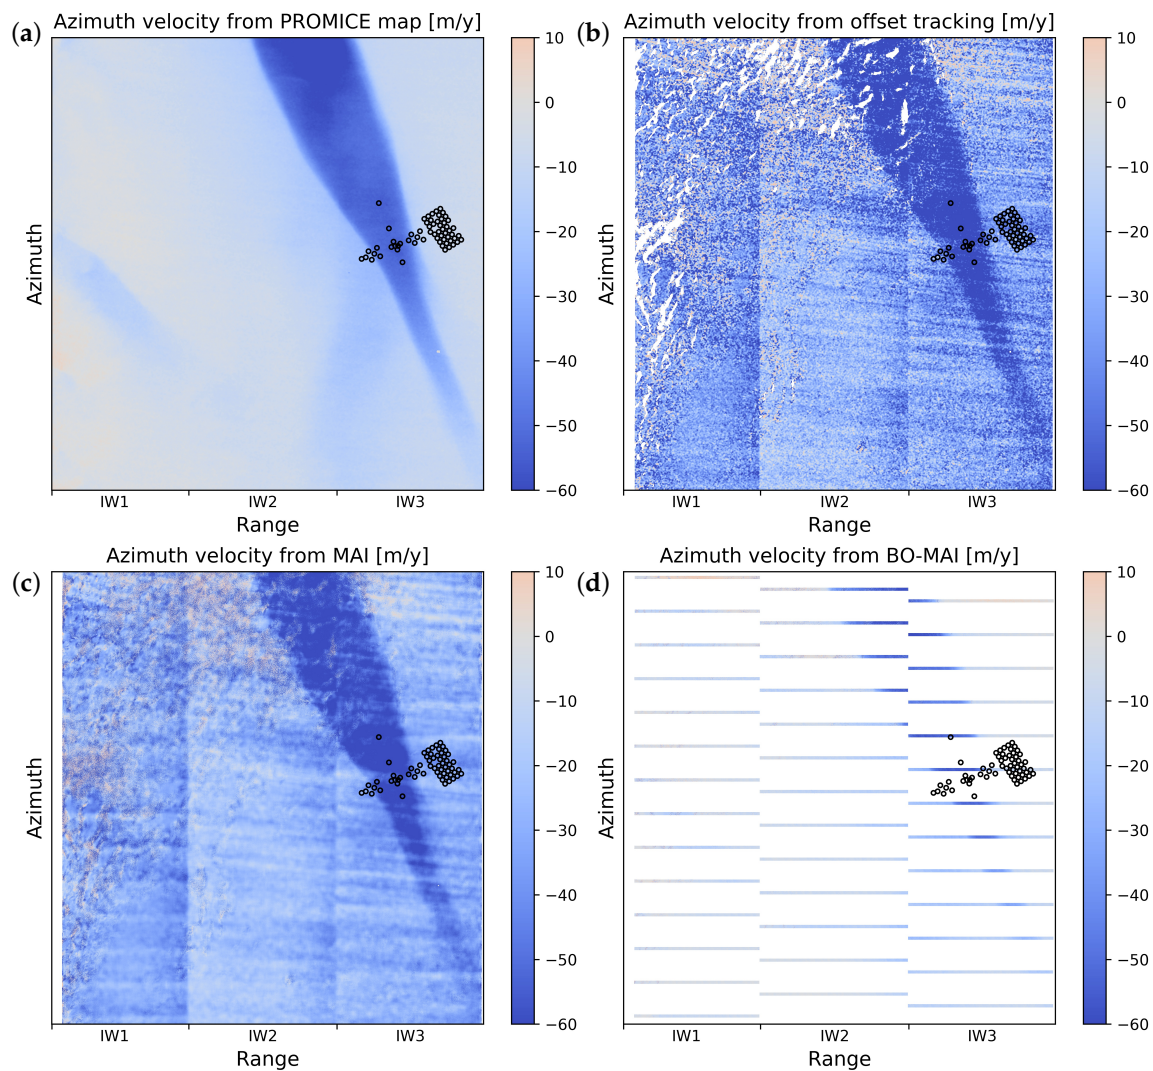 (a) Azimuth velocity from PROMICE map [m/y]
10
0
−10
−20
−30
−40
−50
−60
Azimuth
IW1 IW2 IW3
Range
(b) Azimuth velocity from offset tracking [m/y]
10
0
−10
−20
−30
−40
−50
−60
Azimuth
IW1 IW2 IW3
Range
(c) Azimuth velocity from MAI [m/y]
10
0
−10
−20
−30
−40
−50
−60
Azimuth
IW1 IW2 IW3
Range
(d) Azimuth velocity from BO-MAI [m/y]
10
0
−10
−20
−30
−40
−50
−60
Azimuth
IW1 IW2 IW3
Range